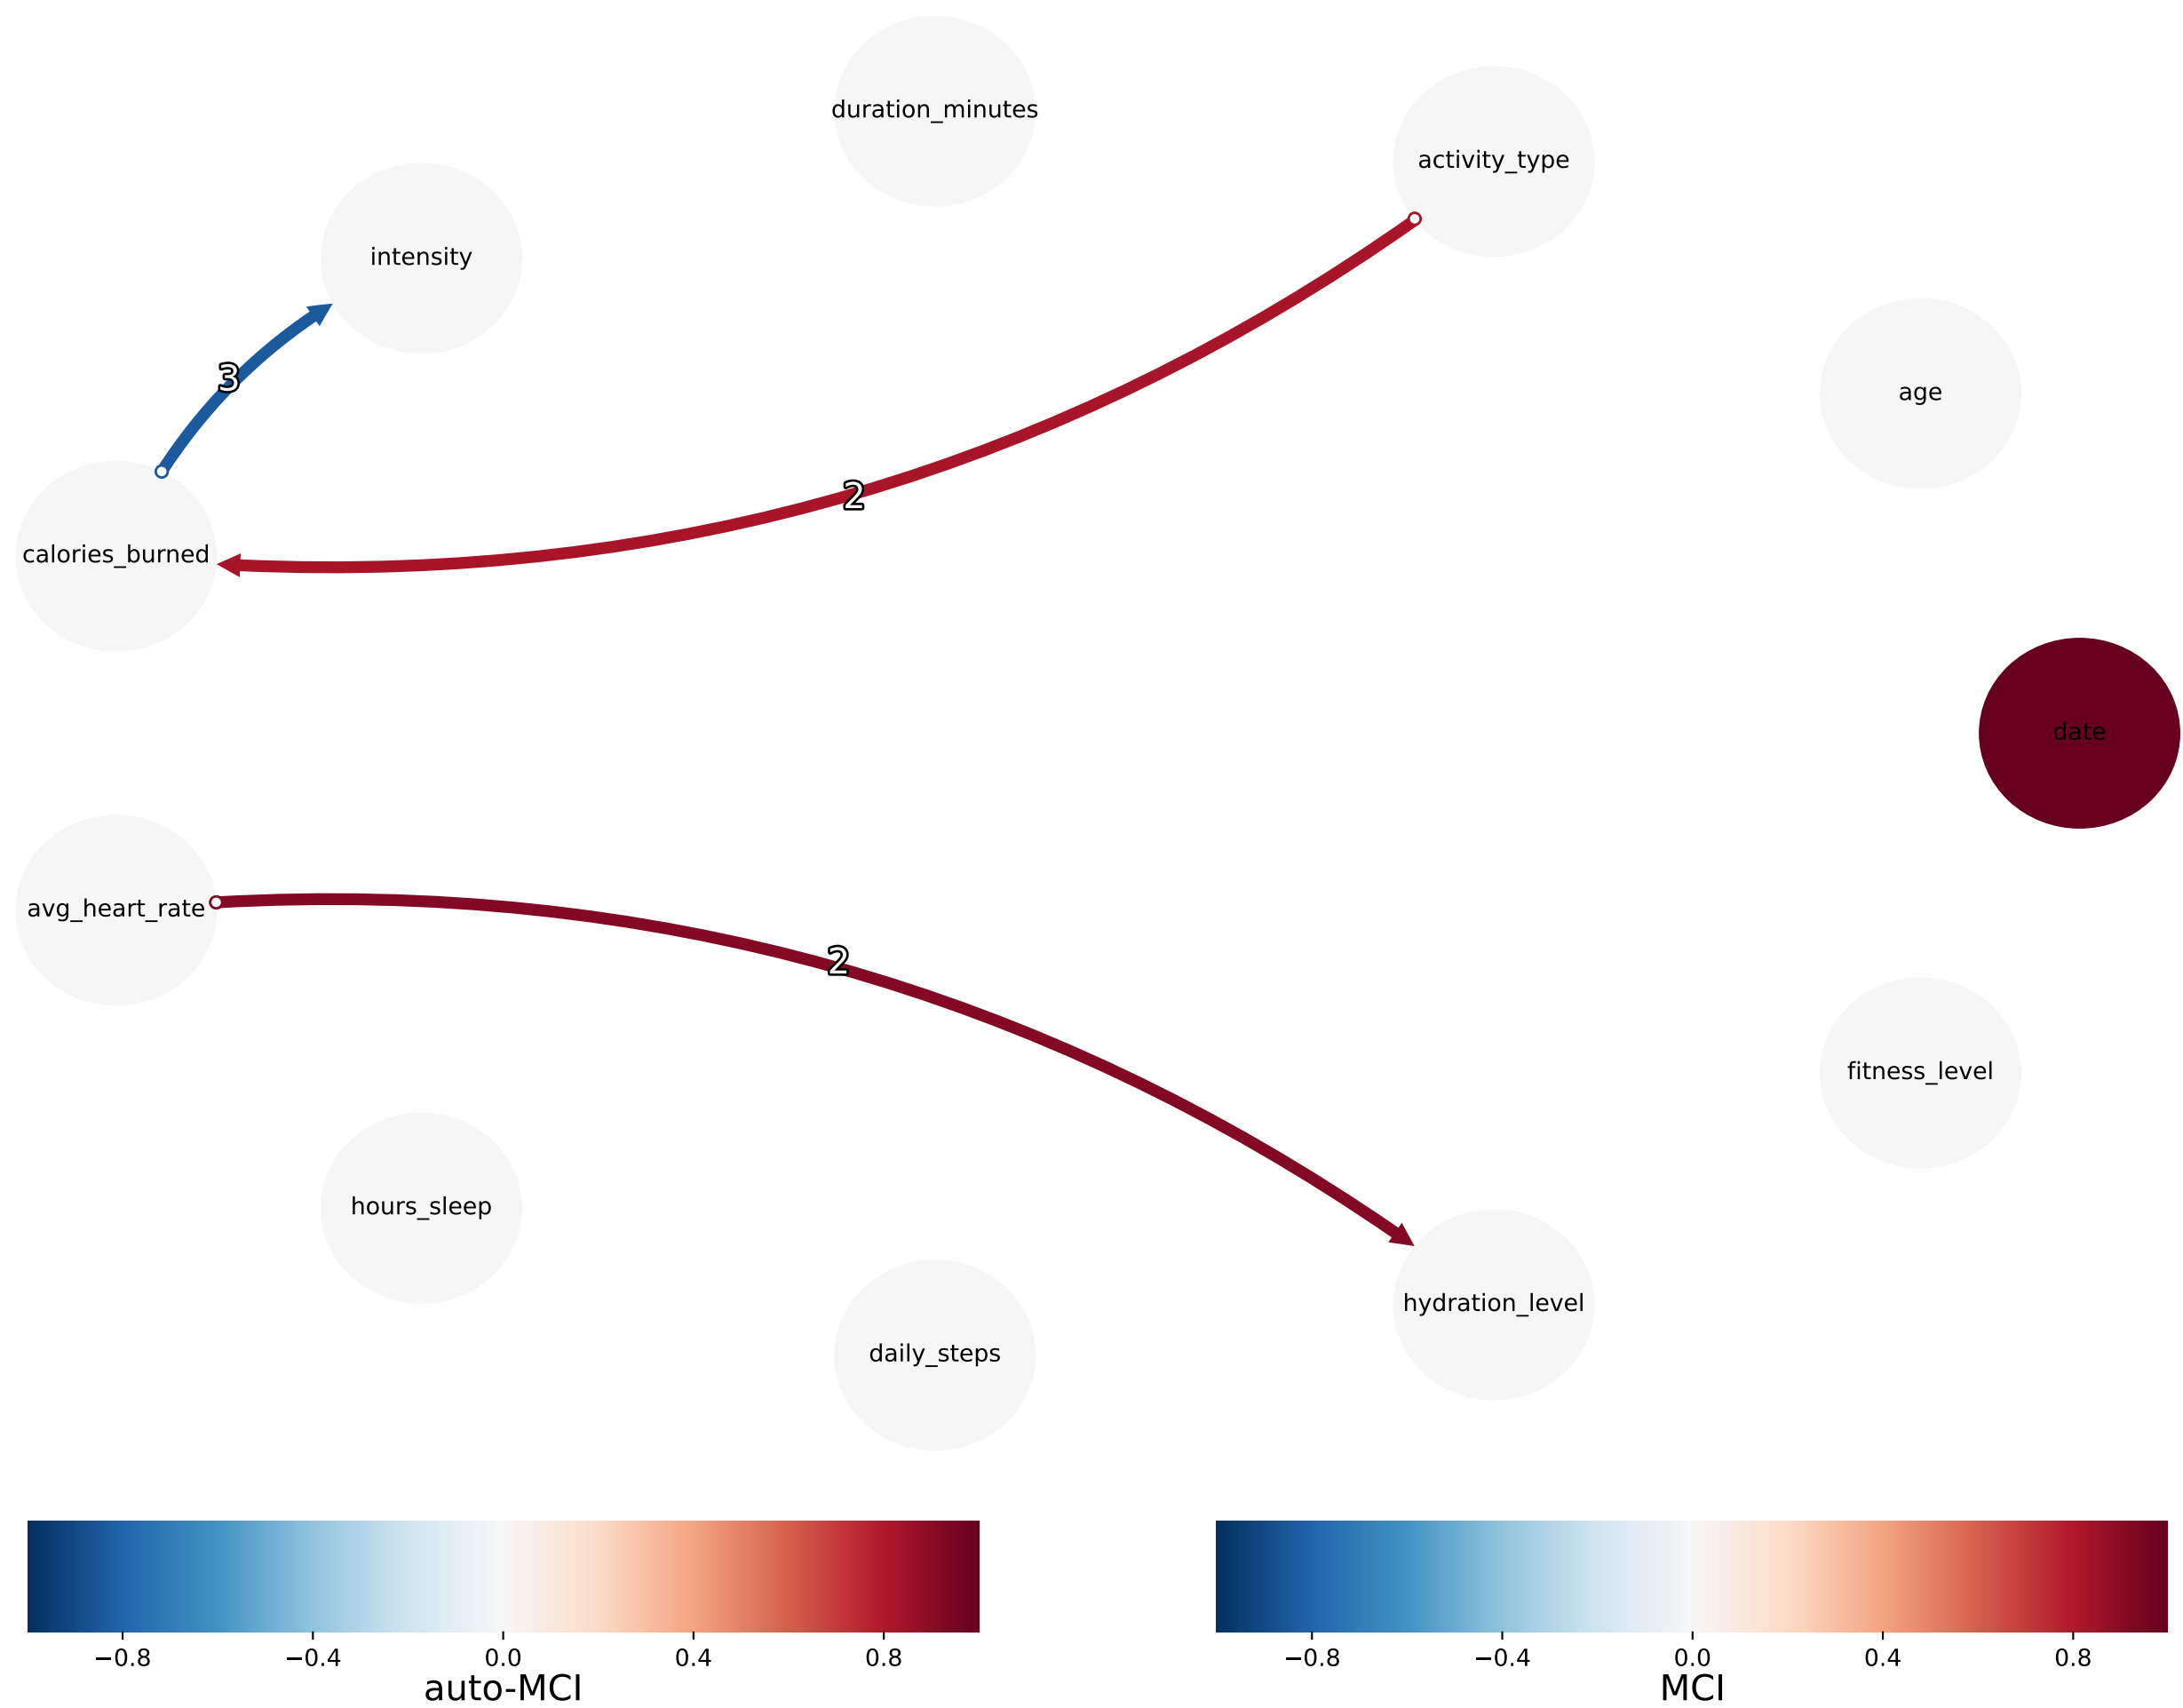 duration_minutes
activity_type
intensity
3
age
2
calories_burned
date
avg_heart_rate
2
fitness_level
hours_sleep
hydration_level
daily_steps
−0.8 −0.4 0.0 0.4 0.8
auto-MCI
−0.8 −0.4 0.0 0.4 0.8
MCI